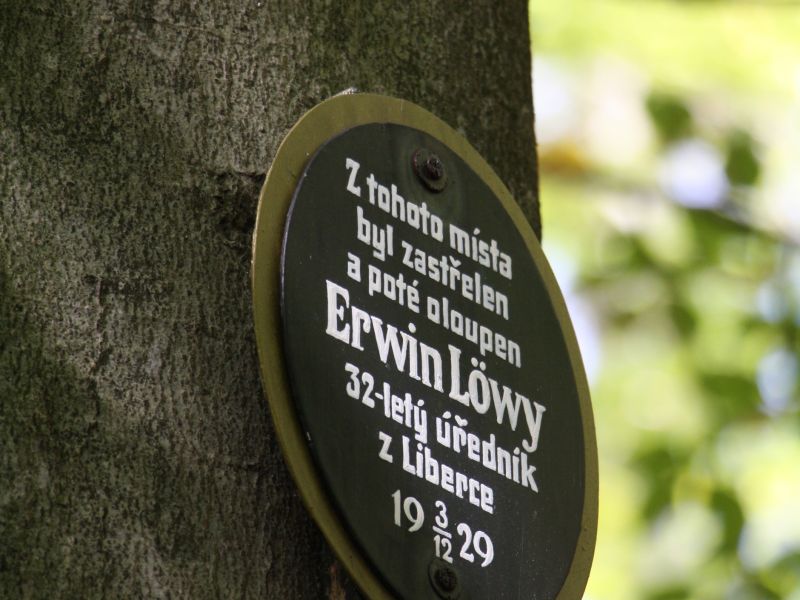 Z tohoto místa
byl zastřelen
a poté oloupen
Erwin Löwy
32-letý úředník
z Liberce
19 3/12 29